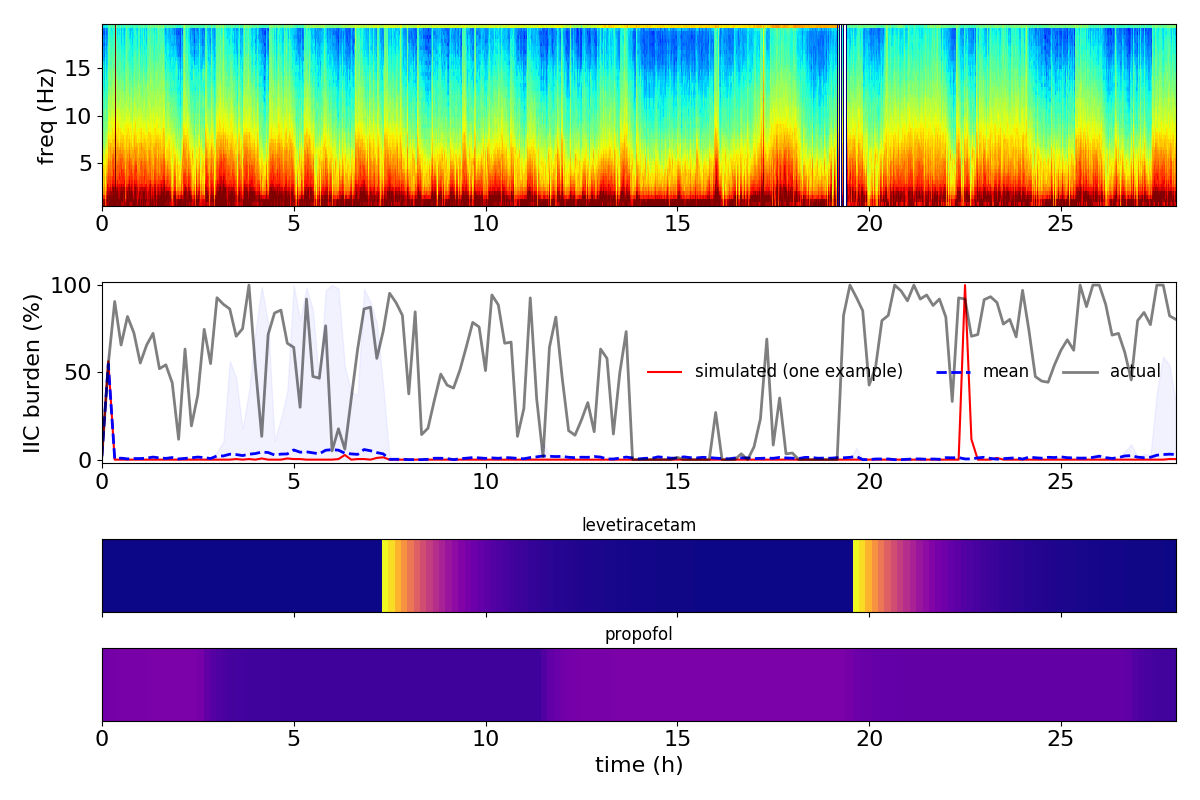 freq (Hz)
15
10
5
0 5 10 15 20 25
IIC burden (%)
100
50
0
simulated (one example) mean actual
0 5 10 15 20 25
levetiracetam
propofol
0 5 10 15 20 25
time (h)